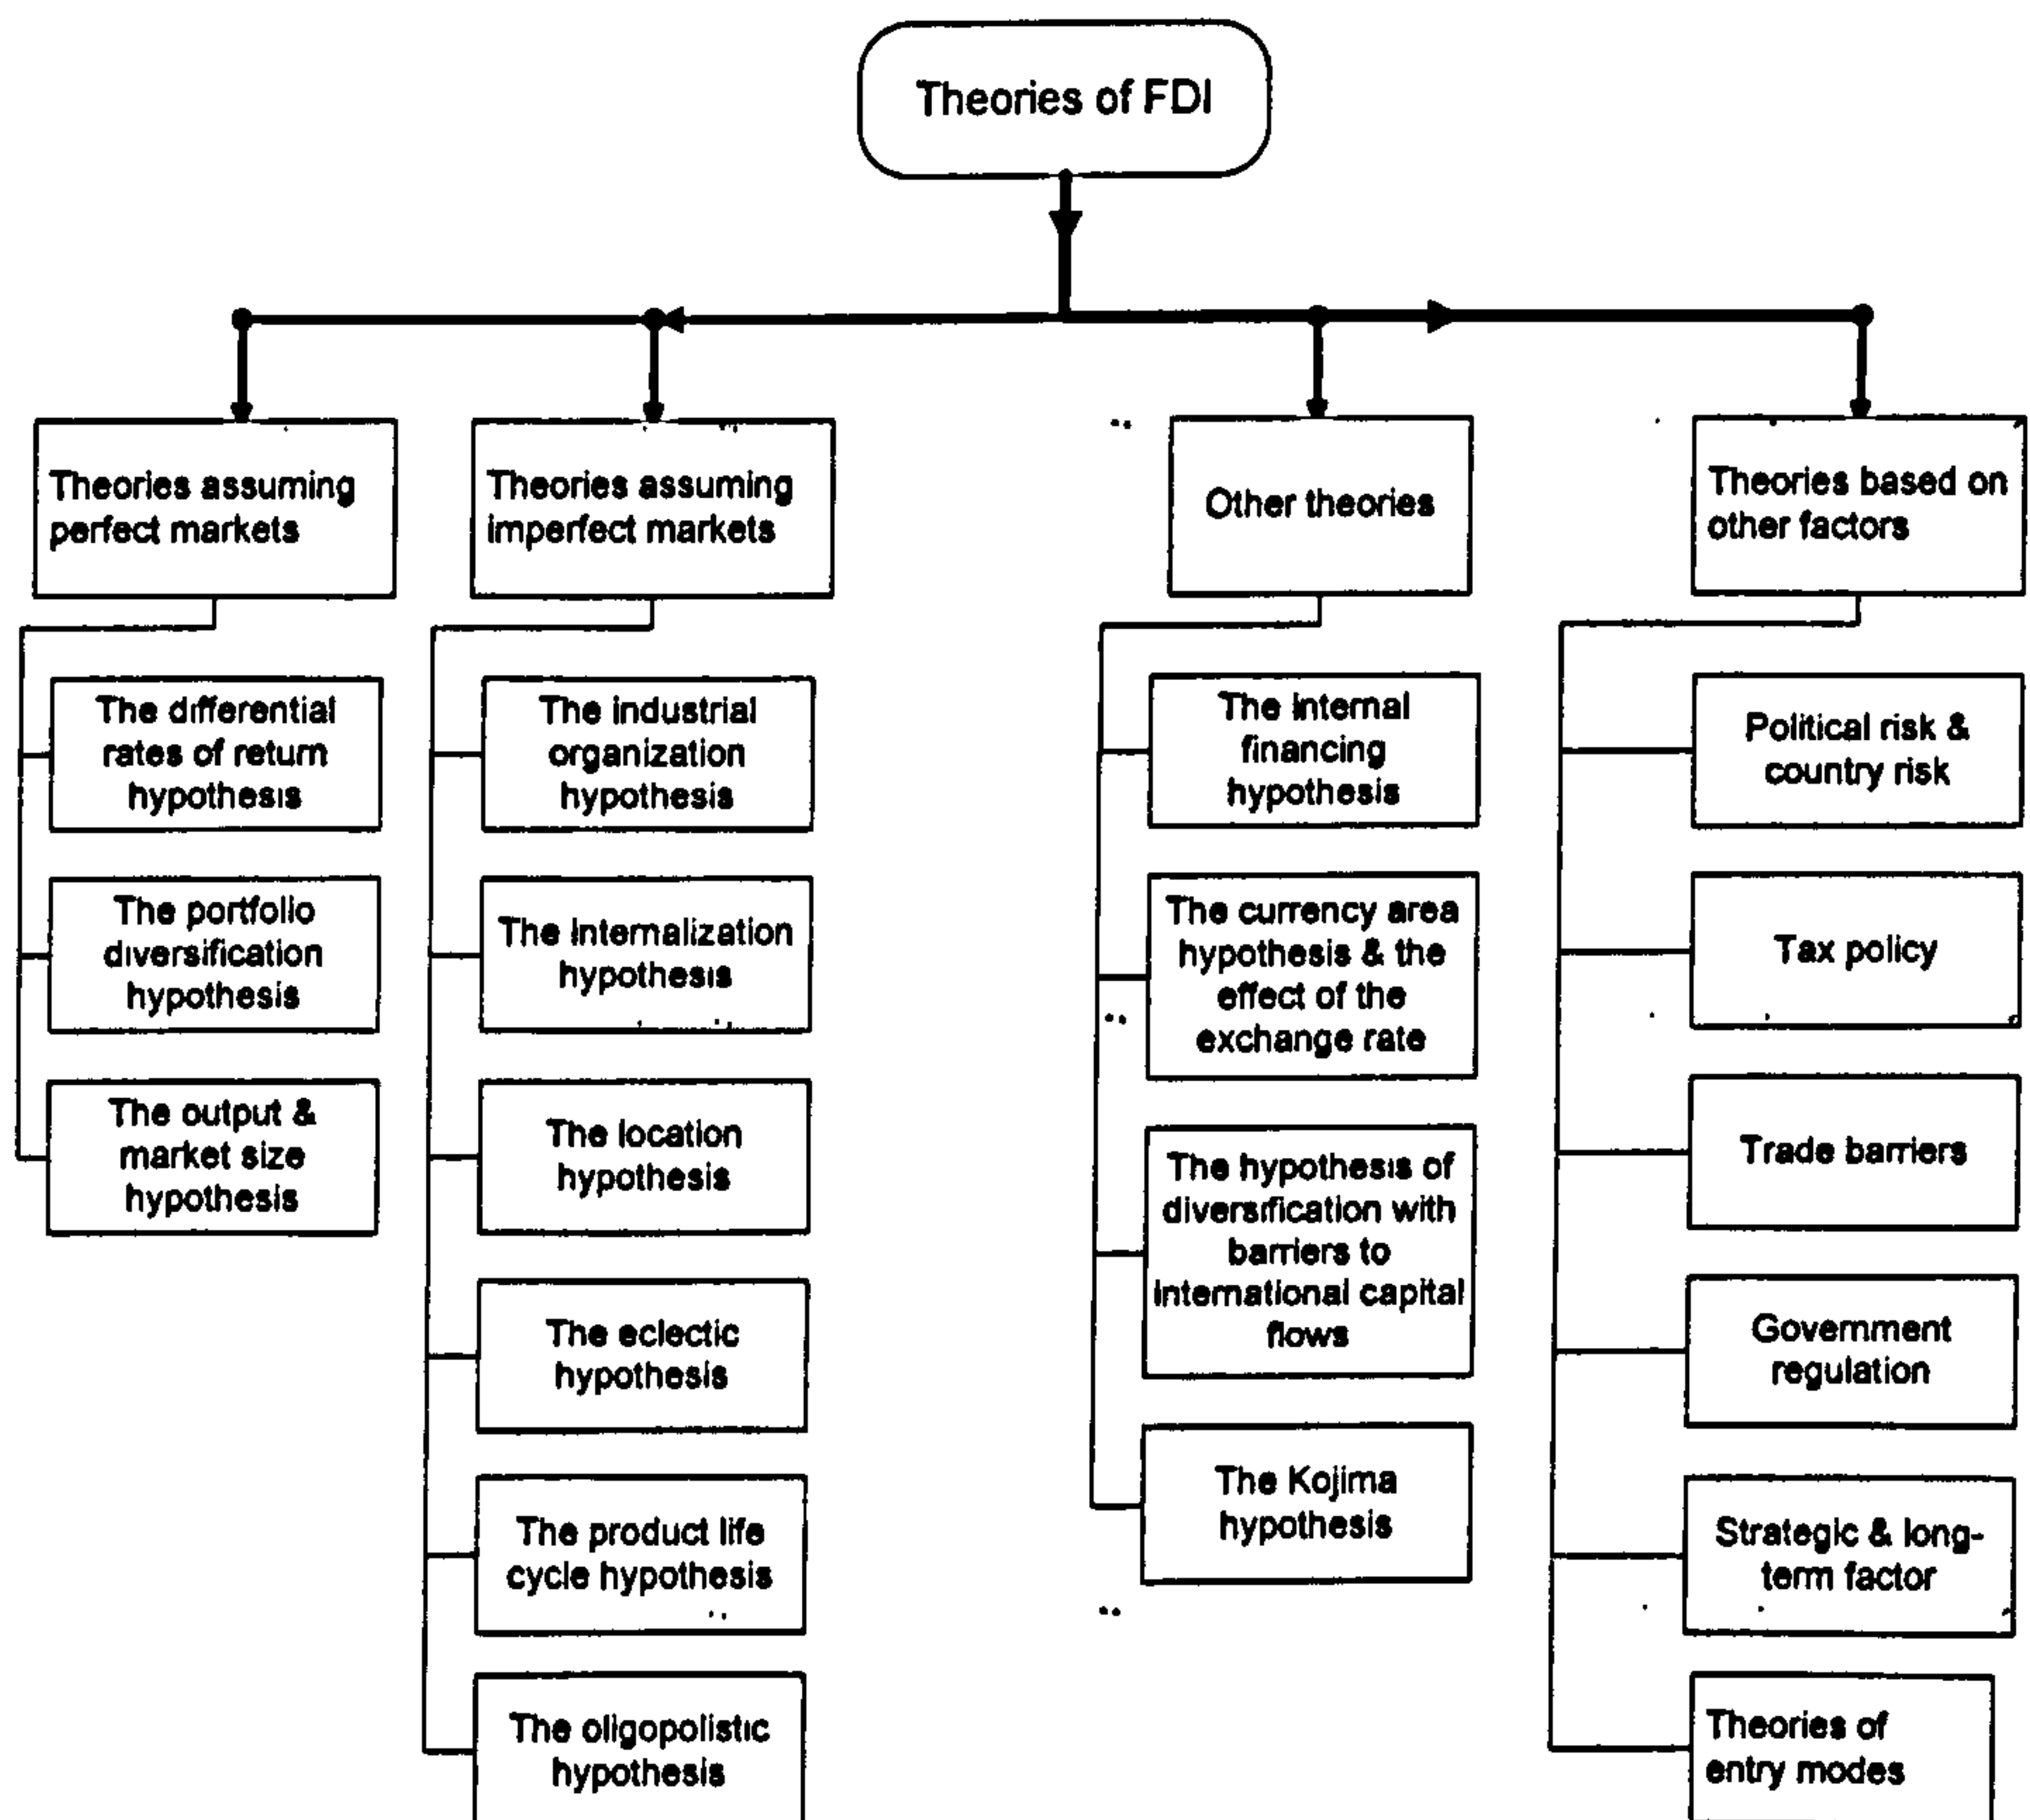 Theories of FDI
Theories assuming
perfect markets
Theories assuming
imperfect markets
Other theories
Theories based on
other factors
The differential
rates of return
hypothesis
The portfolio
diversification
hypothesis
The output &
market size
hypothesis
The industrial
organization
hypothesis
The Internalization
hypothesis
The location
hypothesis
The eclectic
hypothesis
The product life
cycle hypothesis
The oligopolistic
hypothesis
The internal
financing
hypothesis
The currency area
hypothesis & the
effect of the
exchange rate
The hypothesis of
diversification with
barriers to
international capital
flows
The Kojima
hypothesis
Political risk &
country risk
Tax policy
Trade barriers
Government
regulation
Strategic & long-
term factor
Theories of
entry modes